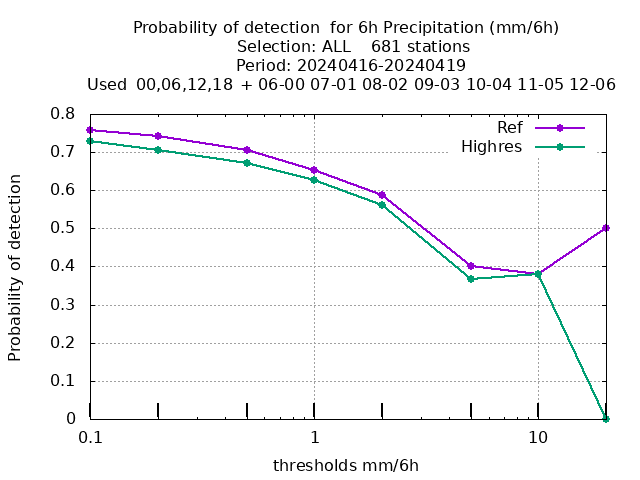 Probability of detection  for 6h Precipitation (mm/6h)
Selection: ALL    681 stations
Period: 20240416-20240419
Used  00,06,12,18  + 06-00 07-01 08-02 09-03 10-04 11-05 12-06
Ref
Highres
0.8
0.7
0.6
0.5
0.4
0.3
0.2
0.1
0
Probability of detection
0.1 1 10
thresholds mm/6h